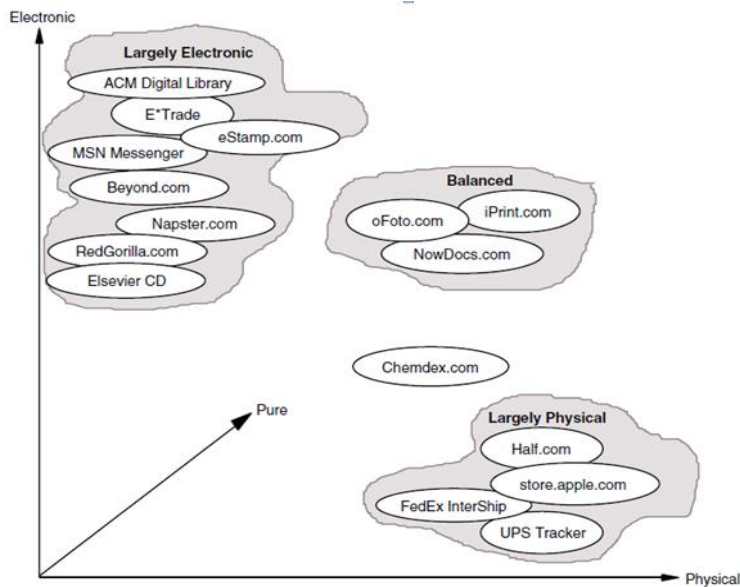 Electronic
Largely Electronic
ACM Digital Library
E*Trade
eStamp.com
MSN Messenger
Beyond.com
Napster.com
RedGorilla.com
Elsevier CD
Balanced
iPrint.com
oFoto.com
NowDocs.com
Chemdex.com
Pure
Largely Physical
Half.com
store.apple.com
FedEx InterShip
UPS Tracker
Physical